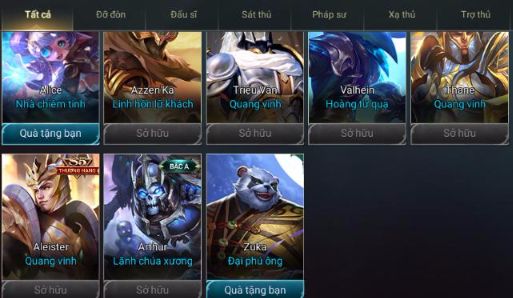 Tất cả
Đỡ đòn
Đấu sĩ
Sát thủ
Pháp sư
Xạ thủ
Trợ thủ
Alice
Nhà chiêm tinh
Quà tặng bạn
Azzen'Ka
Linh hồn lữ khách
Sở hữu
Triệu Vân
Quang vinh
Sở hữu
Valhein
Hoàng tử quạ
Sở hữu
Thane
Quang vinh
Sở hữu
S5
THƯỢNG HẠNG
Aleister
Quang vinh
Sở hữu
BẬC A
Arthur
Lãnh chúa xương
Sở hữu
Zuka
Đại phú ông
Quà tặng bạn